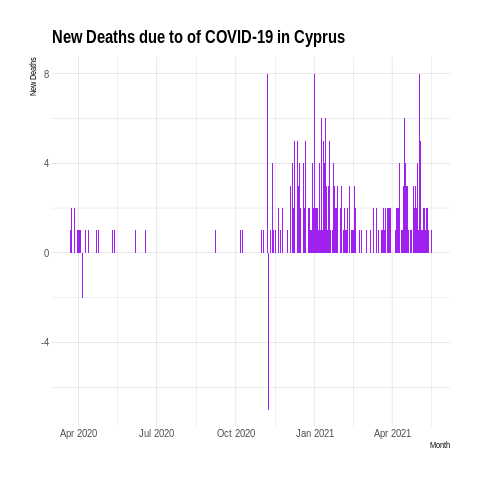 New Deaths due to of COVID-19 in Cyprus
New Deaths
8
4
0
-4
Apr 2020 Jul 2020 Oct 2020 Jan 2021 Apr 2021
Month